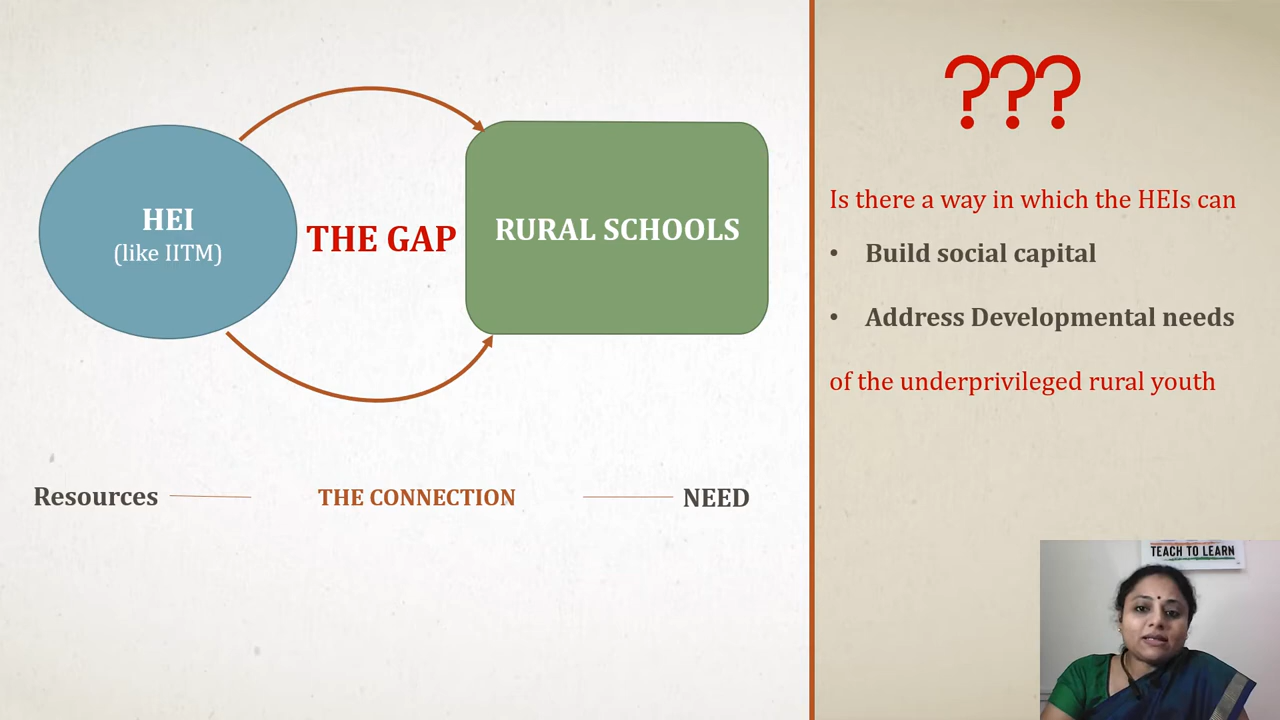 HEI
(like IITM)
THE GAP
RURAL SCHOOLS
Resources
THE CONNECTION
NEED
???
Is there a way in which the HEIs can
• Build social capital
• Address Developmental needs
of the underprivileged rural youth
TEACH TO LEARN